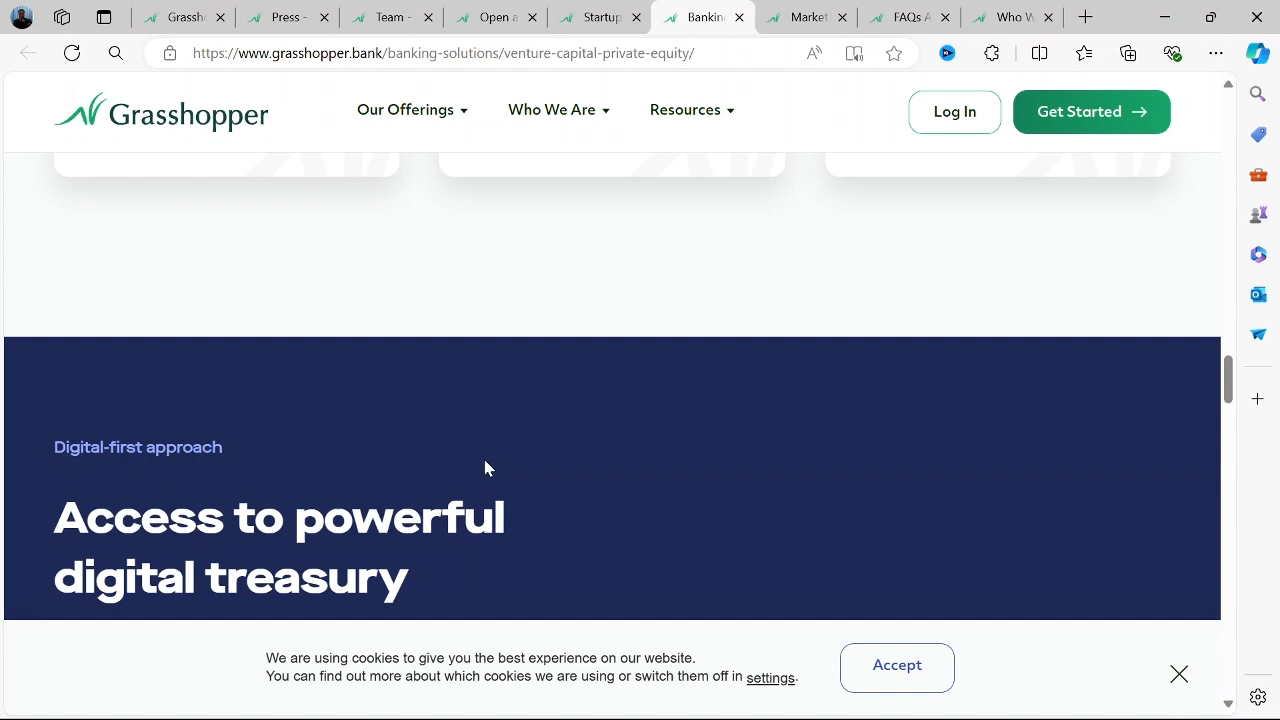 Grassho
Press -
Team -
Open a
Startup
Bankin
Market
FAQs A
Who W
https://www.grasshopper.bank/banking-solutions/venture-capital-private-equity/
Grasshopper
Our Offerings
Who We Are
Resources
Log In
Get Started
Digital-first approach
Access to powerful
digital treasury
We are using cookies to give you the best experience on our website.
You can find out more about which cookies we are using or switch them off in settings.
Accept